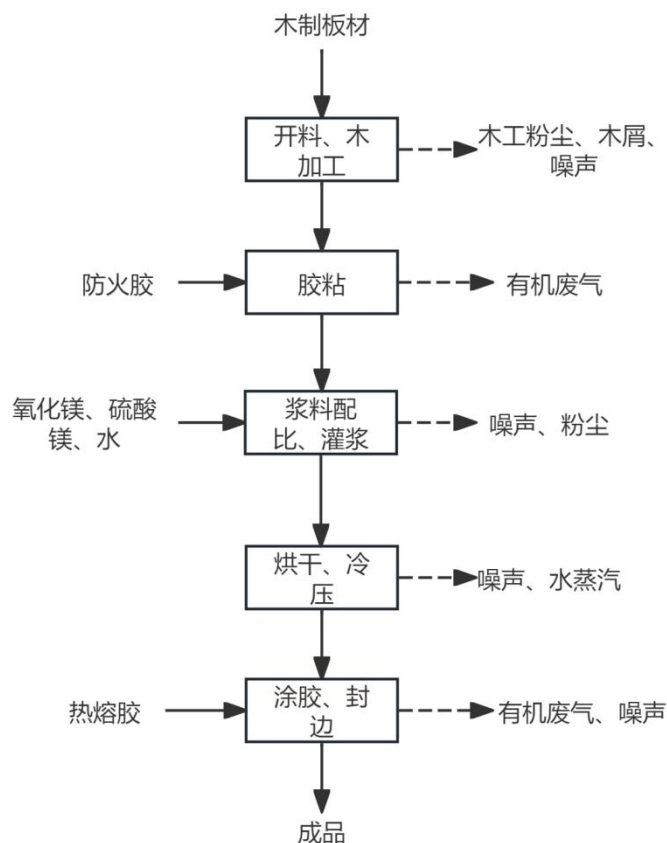 木制板材
开料、木
加工
木工粉尘、木屑、
噪声
防火胶
胶粘
有机废气
氧化镁、硫酸
镁、水
浆料配
比、灌浆
噪声、粉尘
烘干、冷
压
噪声、水蒸汽
热熔胶
涂胶、封
边
有机废气、噪声
成品